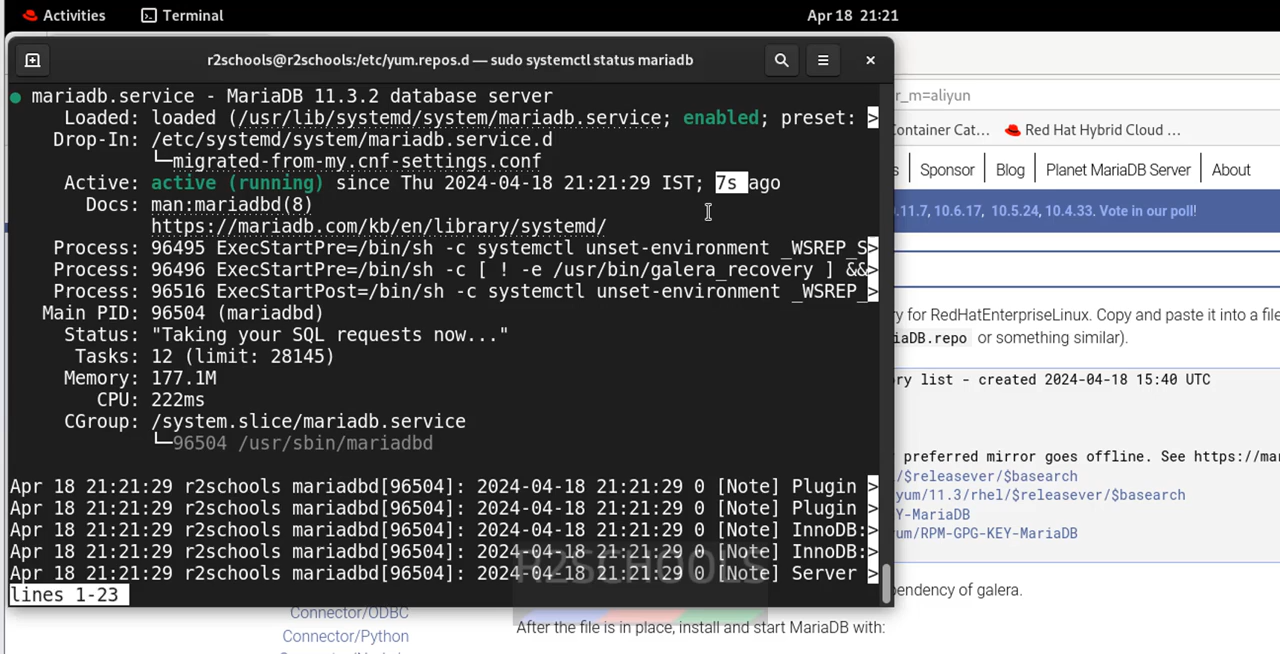 Activities
Terminal
Apr 18 21:21
r2schools@r2schools:/etc/yum.repos.d — sudo systemctl status mariadb
mariadb.service - MariaDB 11.3.2 database server
Loaded: loaded (/usr/lib/systemd/system/mariadb.service; enabled; preset: >
Drop-In: /etc/systemd/system/mariadb.service.d
└─migrated-from-my.cnf-settings.conf
Active: active (running) since Thu 2024-04-18 21:21:29 IST; 7s ago
Docs: man:mariadbd(8)
https://mariadb.com/kb/en/library/systemd/
Process: 96495 ExecStartPre=/bin/sh -c systemctl unset-environment _WSREP_S>
Process: 96496 ExecStartPre=/bin/sh -c [ ! -e /usr/bin/galera_recovery ] &&>
Process: 96516 ExecStartPost=/bin/sh -c systemctl unset-environment _WSREP_>
Main PID: 96504 (mariadbd)
Status: "Taking your SQL requests now..."
Tasks: 12 (limit: 28145)
Memory: 177.1M
CPU: 222ms
CGroup: /system.slice/mariadb.service
└─96504 /usr/sbin/mariadbd
Apr 18 21:21:29 r2schools mariadbd[96504]: 2024-04-18 21:21:29 0 [Note] Plugin >
Apr 18 21:21:29 r2schools mariadbd[96504]: 2024-04-18 21:21:29 0 [Note] Plugin >
Apr 18 21:21:29 r2schools mariadbd[96504]: 2024-04-18 21:21:29 0 [Note] InnoDB:>
Apr 18 21:21:29 r2schools mariadbd[96504]: 2024-04-18 21:21:29 0 [Note] InnoDB:>
Apr 18 21:21:29 r2schools mariadbd[96504]: 2024-04-18 21:21:29 0 [Note] Server >
lines 1-23
R2SCHOOLS
r_m=aliyun
Container Cat…
Red Hat Hybrid Cloud …
Sponsor
Blog
Planet MariaDB Server
About
.11.7, 10.6.17, 10.5.24, 10.4.33. Vote in our poll!
ry for RedHatEnterpriseLinux. Copy and paste it into a file
iaDB.repo or something similar).
ory list - created 2024-04-18 15:40 UTC
preferred mirror goes offline. See https://mar
/$releasever/$basearch
yum/11.3/rhel/$releasever/$basearch
Y-MariaDB
um/RPM-GPG-KEY-MariaDB
pendency of galera.
After the file is in place, install and start MariaDB with:
Connector/ODBC
Connector/Python